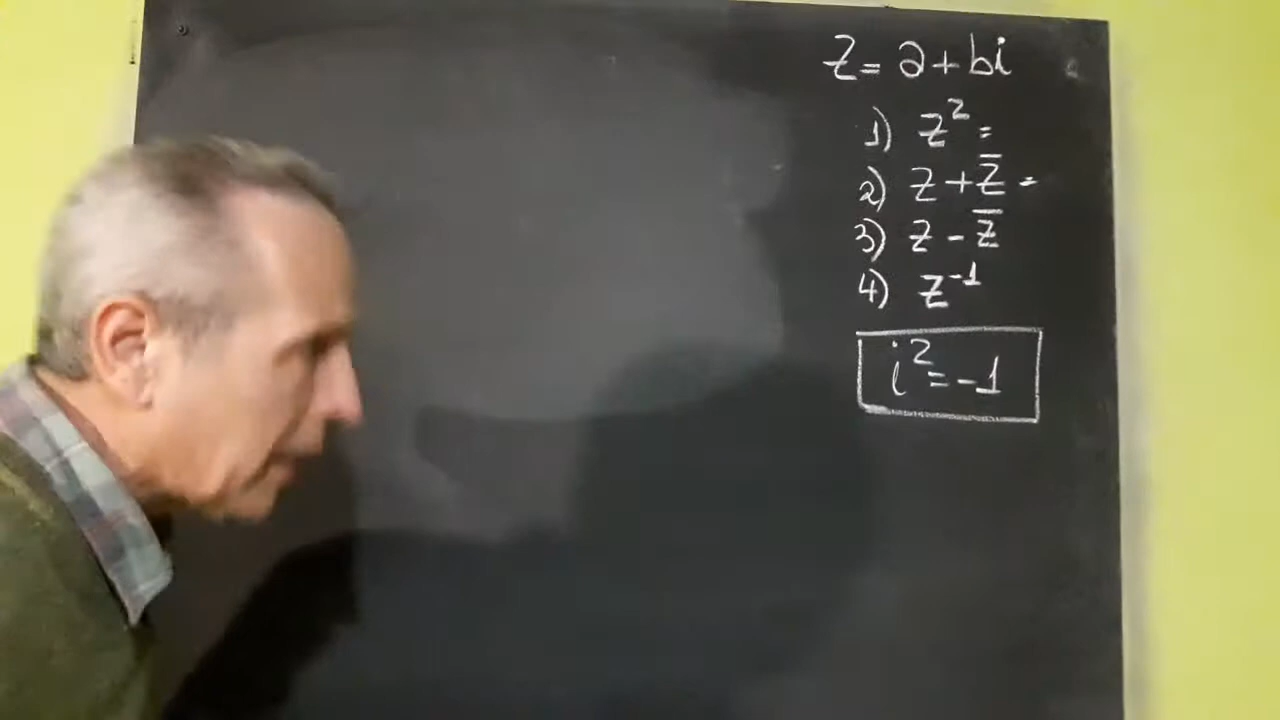 z = a + bi
1) z² =
2) z + z̅ =
3) z - z̅
4) z⁻¹
i² = -1